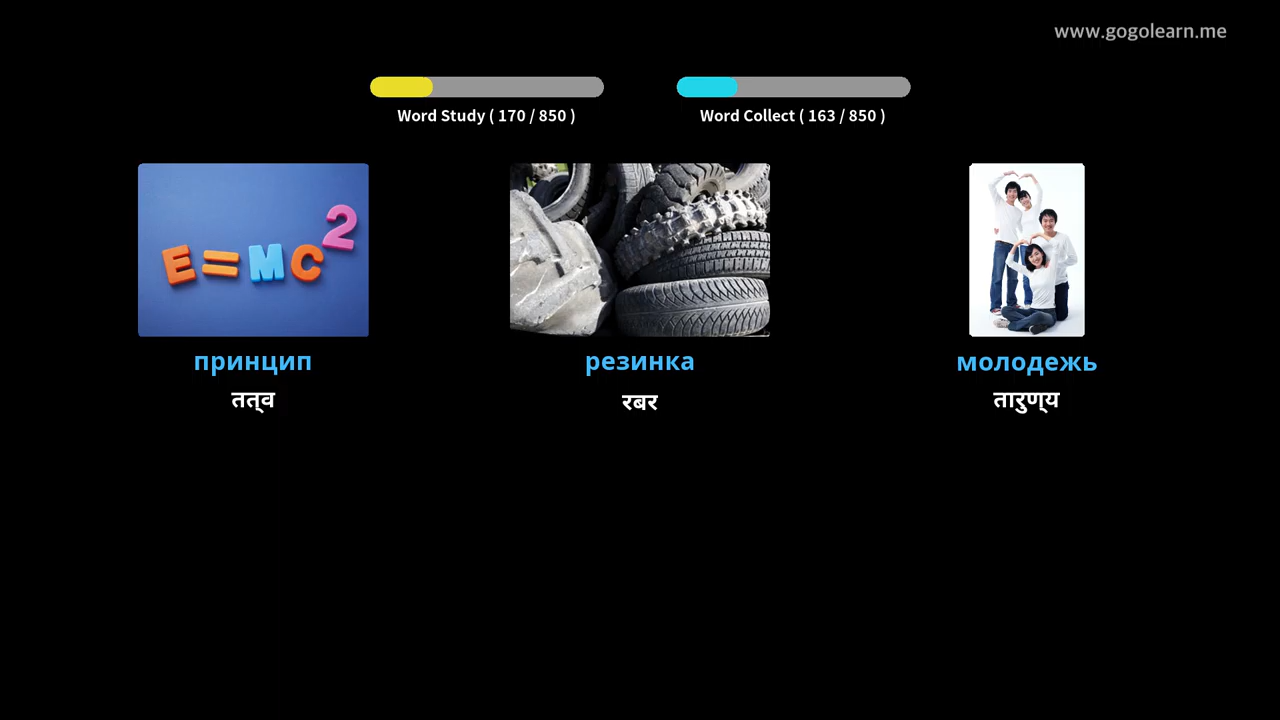 www.gogolearn.me
Word Study ( 170 / 850 )
Word Collect ( 163 / 850 )
E=MC2
принцип
резинка
молодежь
तत्व
रबर
तारुण्य